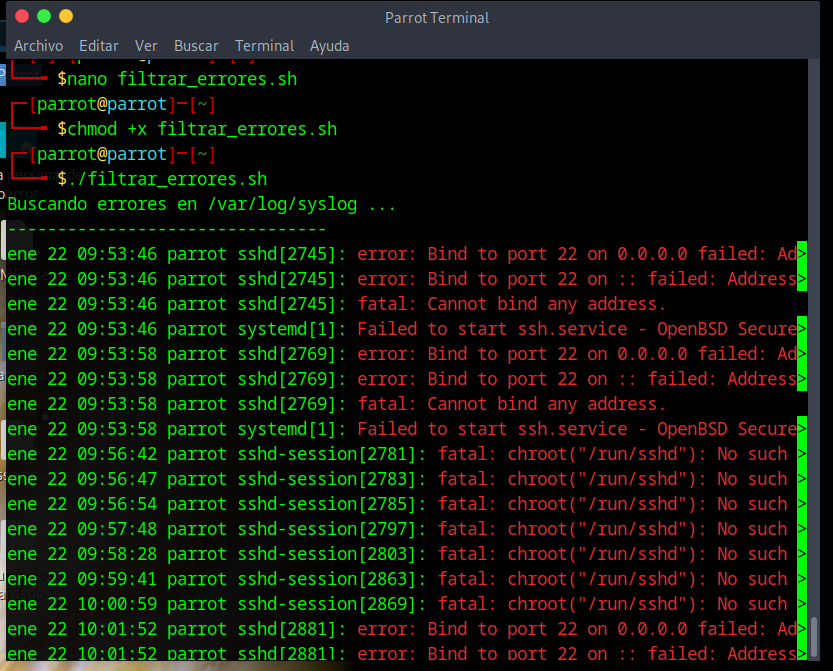 Parrot Terminal
Archivo Editar Ver Buscar Terminal Ayuda
$nano filtrar_errores.sh
[parrot@parrot]─[~]
$chmod +x filtrar_errores.sh
[parrot@parrot]─[~]
$./filtrar_errores.sh
Buscando errores en /var/log/syslog ...
--------------------------------
ene 22 09:53:46 parrot sshd[2745]: error: Bind to port 22 on 0.0.0.0 failed: Ad>
ene 22 09:53:46 parrot sshd[2745]: error: Bind to port 22 on :: failed: Address>
ene 22 09:53:46 parrot sshd[2745]: fatal: Cannot bind any address.
ene 22 09:53:46 parrot systemd[1]: Failed to start ssh.service - OpenBSD Secure>
ene 22 09:53:58 parrot sshd[2769]: error: Bind to port 22 on 0.0.0.0 failed: Ad>
ene 22 09:53:58 parrot sshd[2769]: error: Bind to port 22 on :: failed: Address>
ene 22 09:53:58 parrot sshd[2769]: fatal: Cannot bind any address.
ene 22 09:53:58 parrot systemd[1]: Failed to start ssh.service - OpenBSD Secure>
ene 22 09:56:42 parrot sshd-session[2781]: fatal: chroot("/run/sshd"): No such >
ene 22 09:56:47 parrot sshd-session[2783]: fatal: chroot("/run/sshd"): No such >
ene 22 09:56:54 parrot sshd-session[2785]: fatal: chroot("/run/sshd"): No such >
ene 22 09:57:48 parrot sshd-session[2797]: fatal: chroot("/run/sshd"): No such >
ene 22 09:58:28 parrot sshd-session[2803]: fatal: chroot("/run/sshd"): No such >
ene 22 09:59:41 parrot sshd-session[2863]: fatal: chroot("/run/sshd"): No such >
ene 22 10:00:59 parrot sshd-session[2869]: fatal: chroot("/run/sshd"): No such >
ene 22 10:01:52 parrot sshd[2881]: error: Bind to port 22 on 0.0.0.0 failed: Ad>
ene 22 10:01:52 parrot sshd[2881]: error: Bind to port 22 on :: failed: Address>